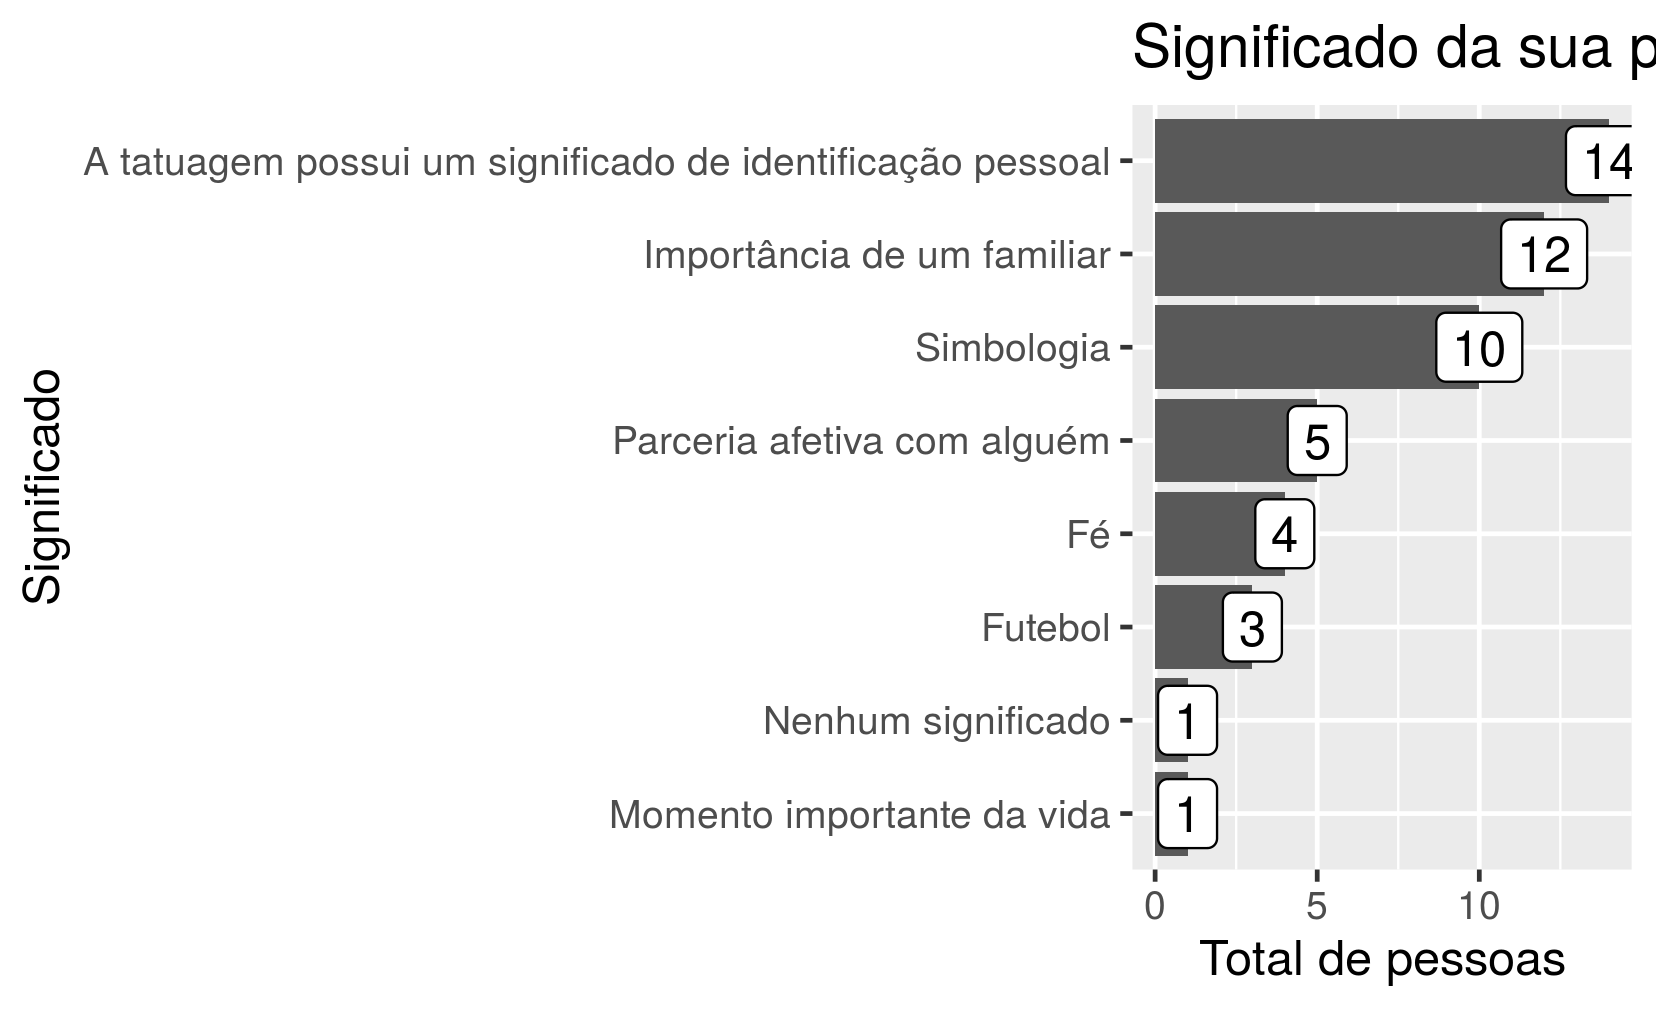 Significado da sua p
A tatuagem possui um significado de identificação pessoal
14
Importância de um familiar
12
Simbologia
10
Parceria afetiva com alguém
5
Fé
4
Futebol
3
Nenhum significado
1
Momento importante da vida
1
0 5 10
Total de pessoas
Significado